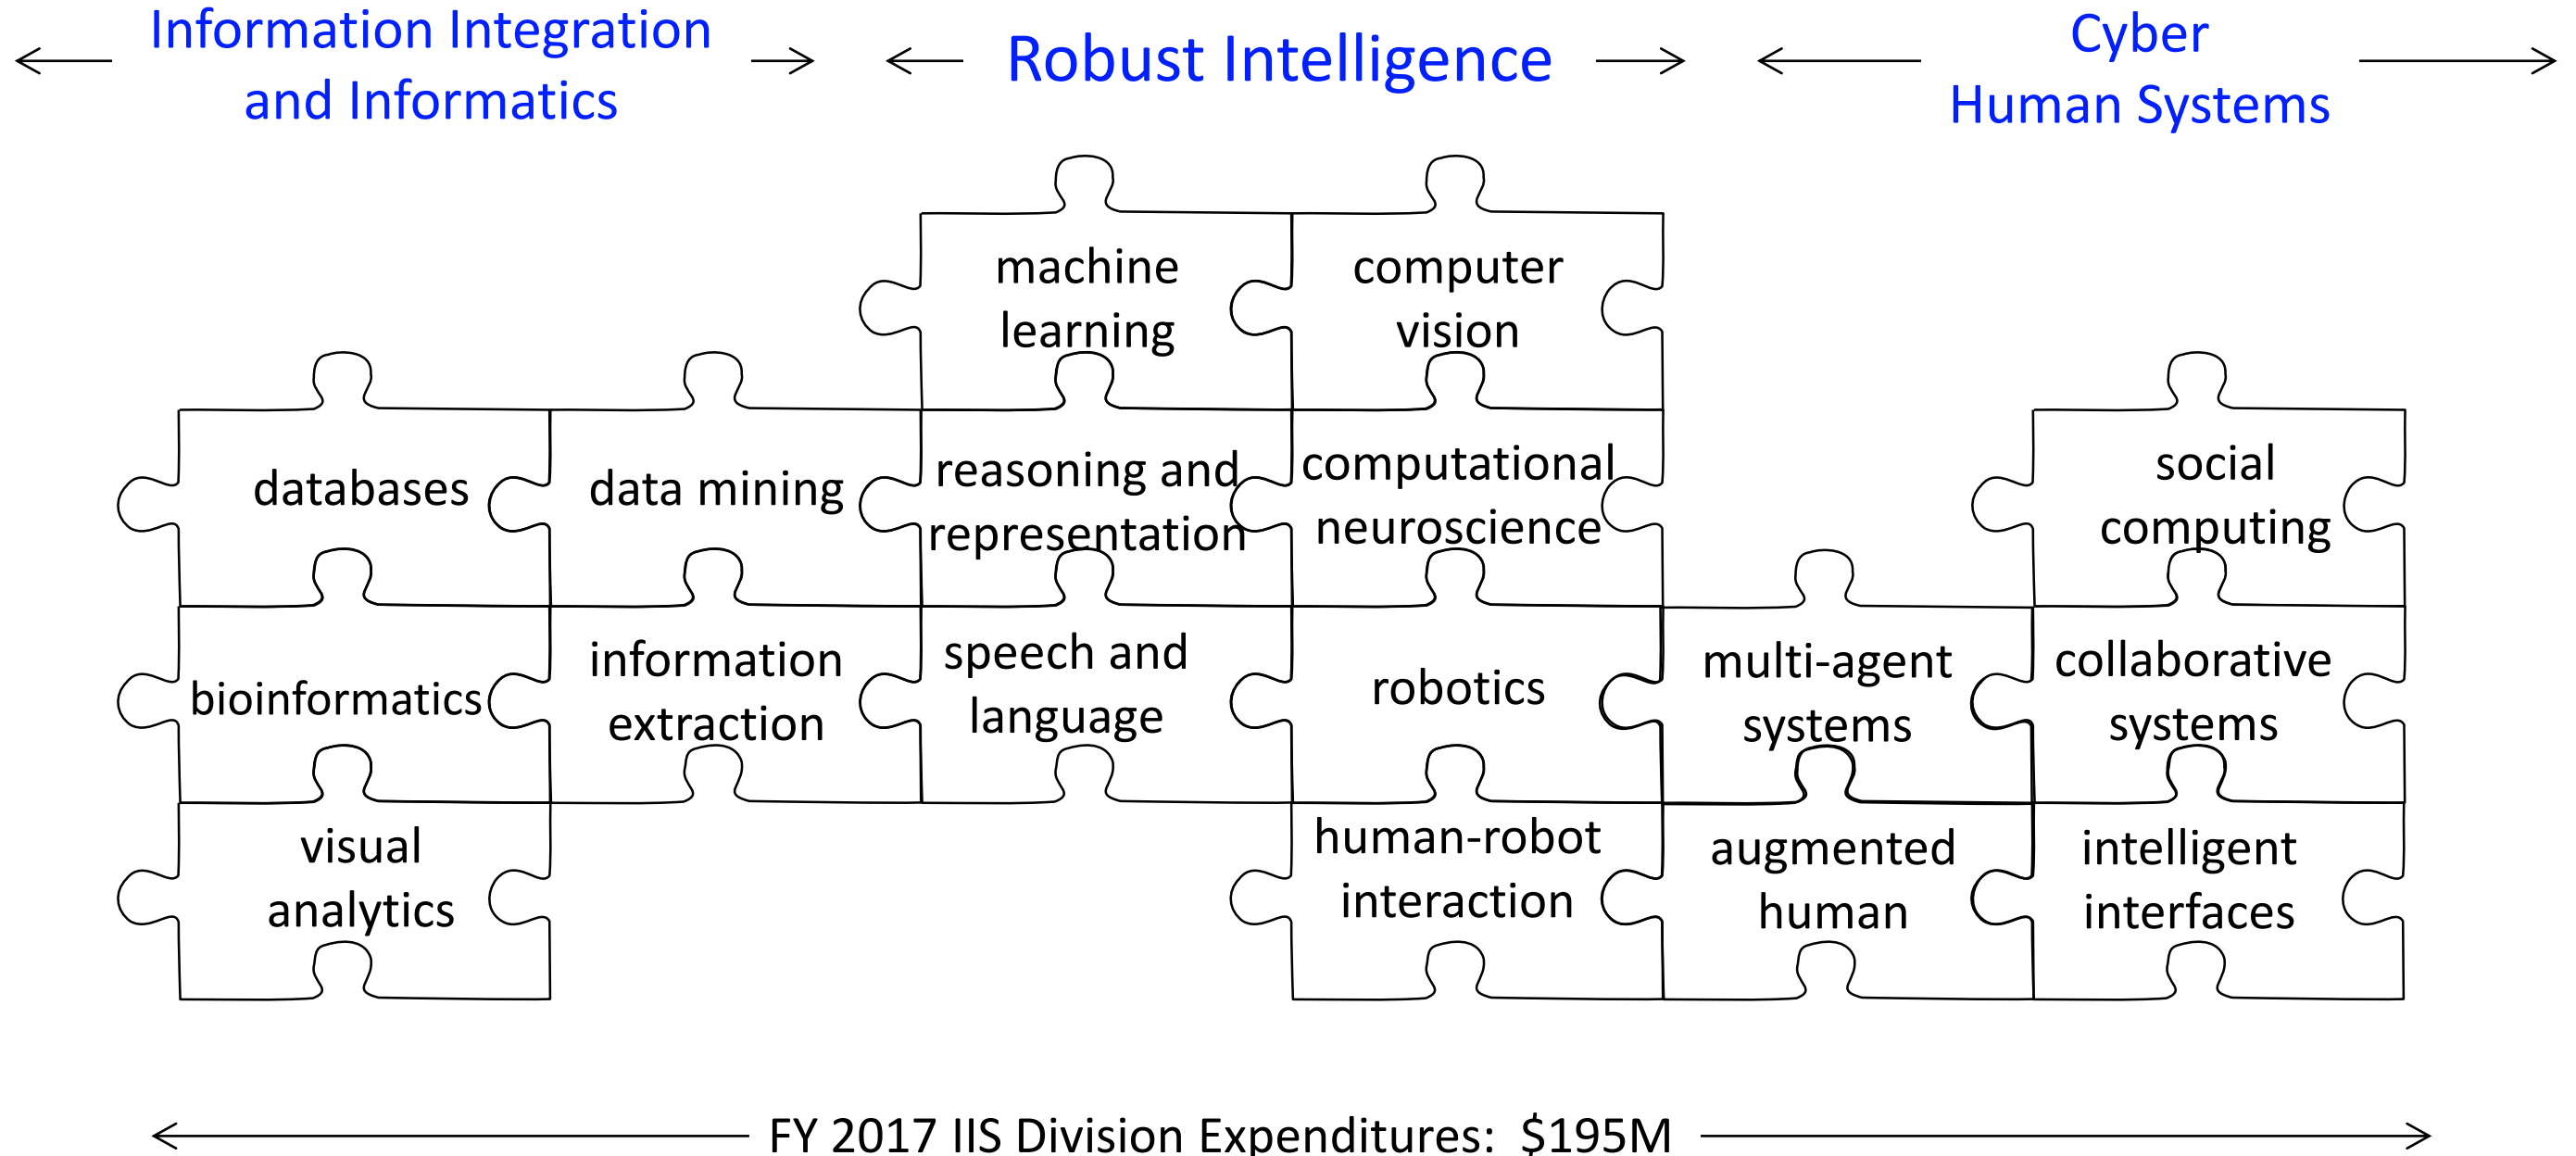 Information Integration
and Informatics
Robust Intelligence
Cyber
Human Systems
machine
learning
computer
vision
databases
data mining
reasoning and
representation
computational
neuroscience
social
computing
bioinformatics
information
extraction
speech and
language
robotics
multi-agent
systems
collaborative
systems
visual
analytics
human-robot
interaction
augmented
human
intelligent
interfaces
FY 2017 IIS Division Expenditures:  $195M